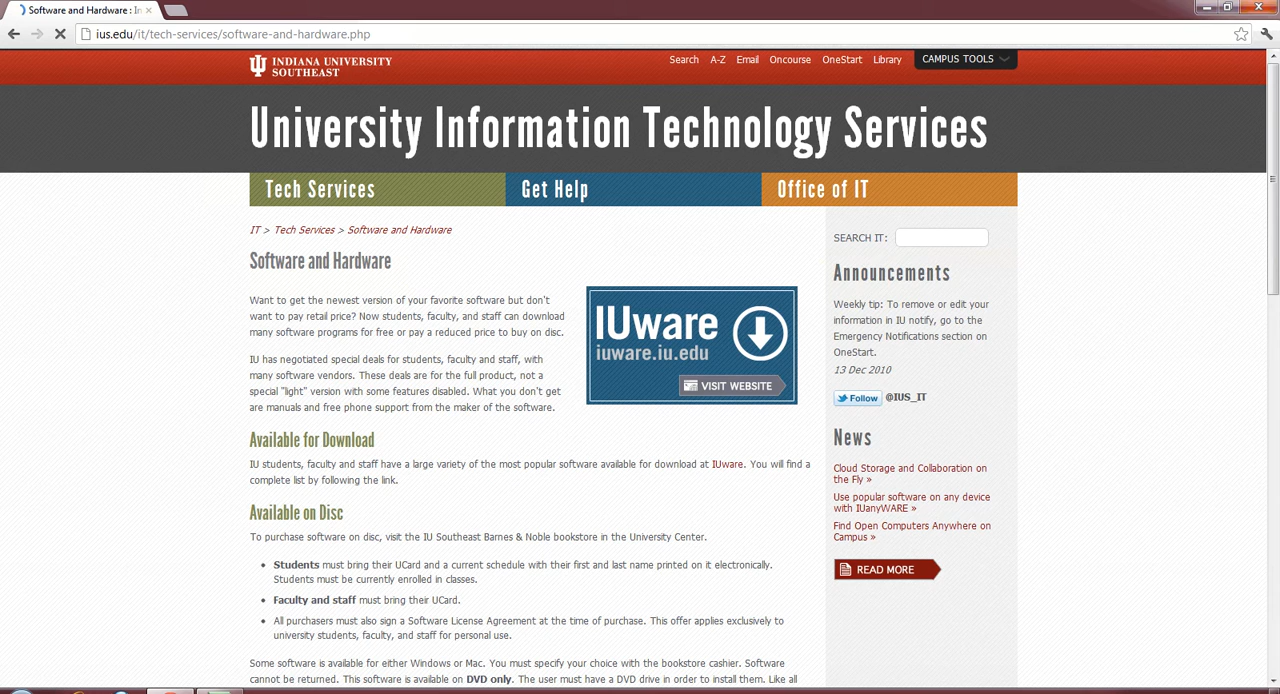 Software and Hardware : In
ius.edu/it/tech-services/software-and-hardware.php
INDIANA UNIVERSITY
SOUTHEAST
Search A-Z Email Oncourse OneStart Library CAMPUS TOOLS
University Information Technology Services
Tech Services Get Help Office of IT
IT > Tech Services > Software and Hardware
Software and Hardware
Want to get the newest version of your favorite software but don't
want to pay retail price? Now students, faculty, and staff can download
many software programs for free or pay a reduced price to buy on disc.
IU has negotiated special deals for students, faculty and staff, with
many software vendors. These deals are for the full product, not a
special "light" version with some features disabled. What you don't get
are manuals and free phone support from the maker of the software.
IUware
iuware.iu.edu
VISIT WEBSITE
Available for Download
IU students, faculty and staff have a large variety of the most popular software available for download at IUware. You will find a
complete list by following the link.
Available on Disc
To purchase software on disc, visit the IU Southeast Barnes & Noble bookstore in the University Center.
• Students must bring their UCard and a current schedule with their first and last name printed on it electronically.
Students must be currently enrolled in classes.
• Faculty and staff must bring their UCard.
• All purchasers must also sign a Software License Agreement at the time of purchase. This offer applies exclusively to
university students, faculty, and staff for personal use.
Some software is available for either Windows or Mac. You must specify your choice with the bookstore cashier. Software
cannot be returned. This software is available on DVD only. The user must have a DVD drive in order to install them. Like all
SEARCH IT:
Announcements
Weekly tip: To remove or edit your
information in IU notify, go to the
Emergency Notifications section on
OneStart.
13 Dec 2010
Follow @IUS_IT
News
Cloud Storage and Collaboration on
the Fly »
Use popular software on any device
with IUanyWARE »
Find Open Computers Anywhere on
Campus »
READ MORE